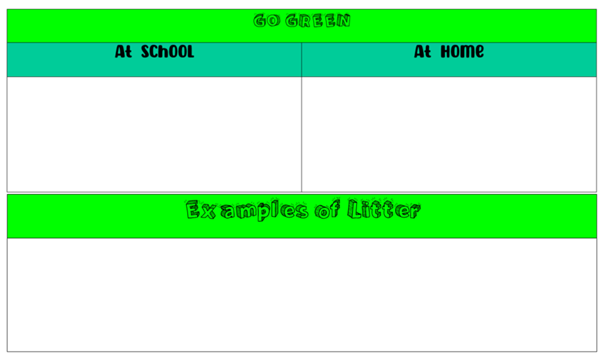 GO GREEN
At SCHOOL
At HOME
Examples of Litter